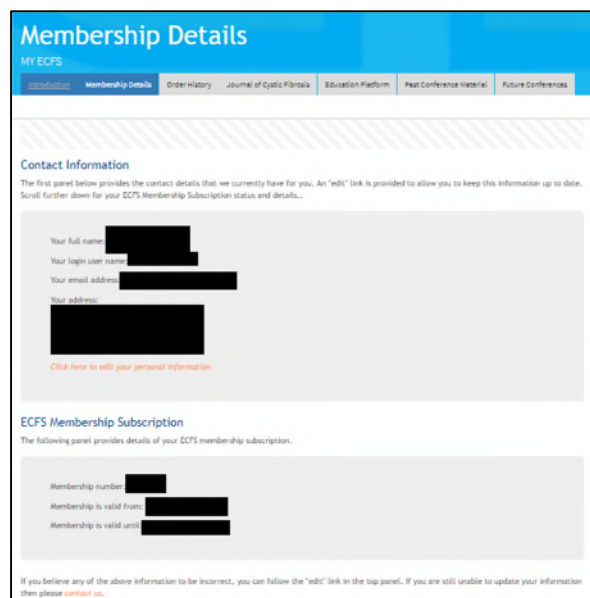 Membership Details
MY ECFS
Introduction Membership Details Order History Journal of Cystic Fibrosis Education Platform Past Conference Material Future Conferences
Contact Information
The first panel below provides the contact details that we currently have for you. An "edit" link is provided to allow you to keep this information up to date.
Scroll further down for your ECFS Membership Subscription status and details..
Your full name:
Your login user name:
Your email address:
Your address:
Click here to edit your personal information
ECFS Membership Subscription
The following panel provides details of your ECFS membership subscription.
Membership number:
Membership is valid from:
Membership is valid until:
If you believe any of the above information to be incorrect, you can follow the "edit" link in the top panel. If you are still unable to update your information
then please contact us.